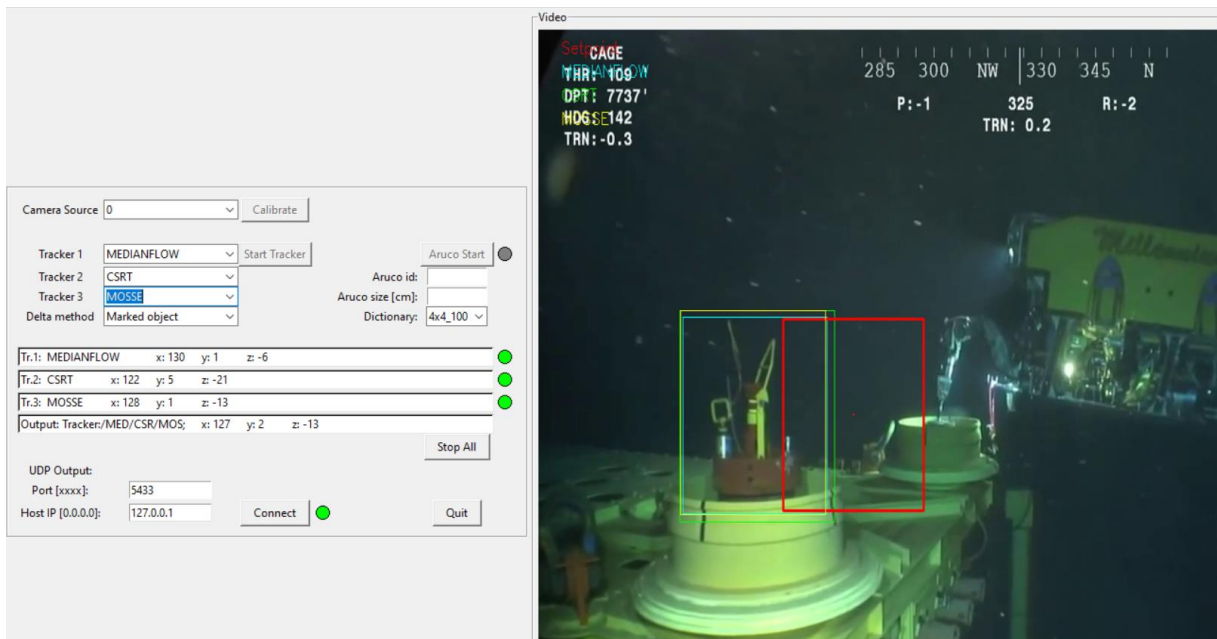 Camera Source 0 Calibrate
Tracker 1 MEDIANFLOW Start Tracker Aruco Start
Tracker 2 CSRT Aruco id:
Tracker 3 MOSSE Aruco size [cm]:
Delta method Marked object Dictionary: 4x4_100
Tr.1: MEDIANFLOW x: 130 y: 1 z: -6
Tr.2: CSRT x: 122 y: 5 z: -21
Tr.3: MOSSE x: 128 y: 1 z: -13
Output: Tracker:/MED/CSR/MOS; x: 127 y: 2 z: -13
Stop All
UDP Output:
Port [xxxx]: 5433
Host IP [0.0.0.0]: 127.0.0.1 Connect Quit
Video
Setpoint
CAGE
MEDIANFLOW
THR: 109
CSRT
DPT: 7737'
MOSSE
HDG: 142
TRN:-0.3
285 300 NW 330 345 N
P:-1 325 R:-2
TRN: 0.2
Millennium